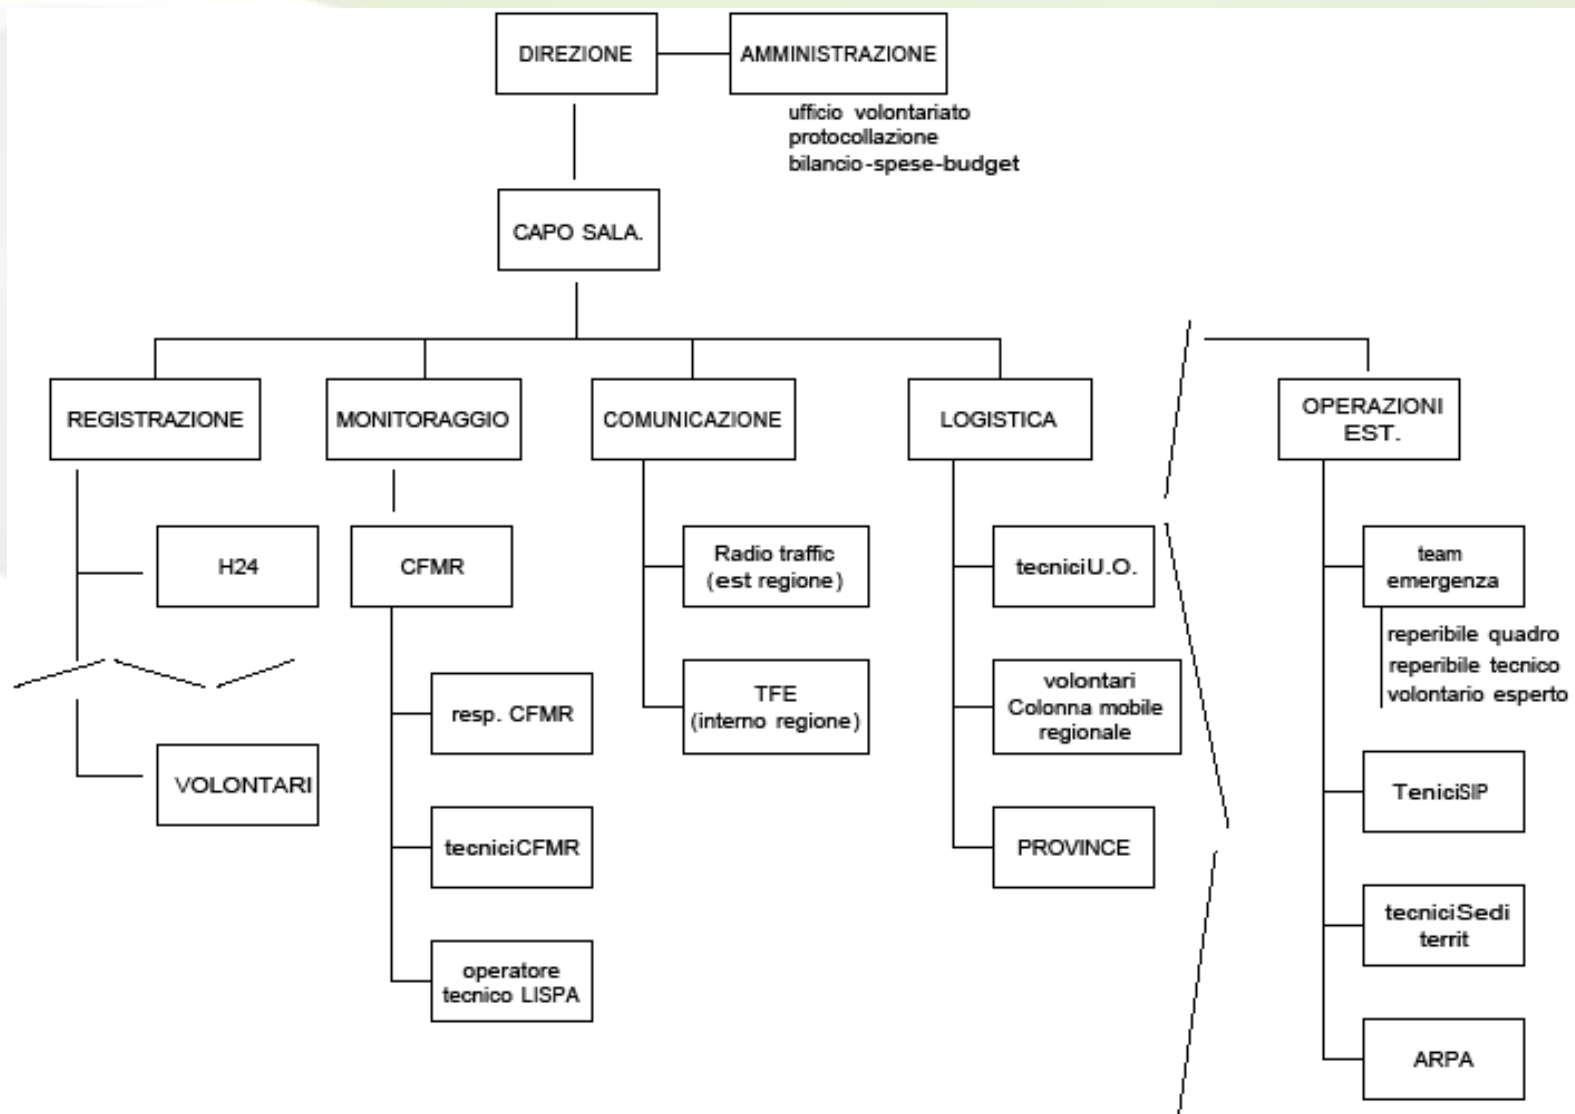 DIREZIONE
AMMINISTRAZIONE
ufficio volontariato
protocollazione
bilancio-spese-budget
CAPO SALA.
REGISTRAZIONE
MONITORAGGIO
COMUNICAZIONE
LOGISTICA
OPERAZIONI
EST.
H24
VOLONTARI
CFMR
resp. CFMR
tecniciCFMR
operatore
tecnico LISPA
Radio traffic
(est regione)
TFE
(interno regione)
tecniciU.O.
volontari
Colonna mobile
regionale
PROVINCE
team
emergenza
reperibile quadro
reperibile tecnico
volontario esperto
TeniciSIP
tecniciSedi
territ
ARPA